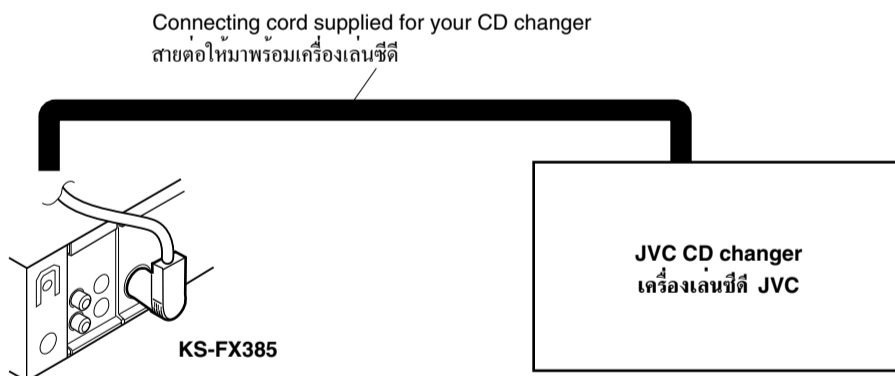 Connecting cord supplied for your CD changer
สายต่อให้มาพร้อมเครื่องเล่นซีดี
JVC CD changer
เครื่องเล่นซีดี JVC
KS-FX385